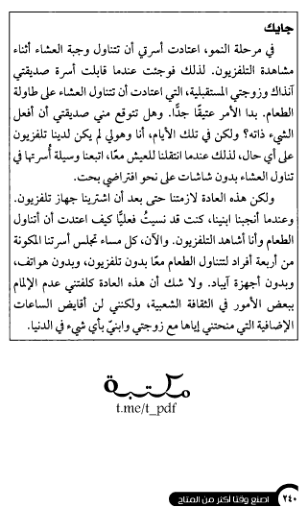 جايك
في مرحلة النمو، اعتادت أسرتي أن تتناول وجبة العشاء أثناء
مشاهدة التلفزيون. لذلك فوجئت عندما قابلت أسرة صديقتي
آنذاك وزوجتي المستقبلية، التي اعتادت أن تتناول العشاء على طاولة
الطعام. بدا الأمر عتيقًا جدًّا. وهل تتوقع مني صديقتي أن أفعل
الشيء ذاته؟ ولكن في تلك الأيام، أنا وهولي لم يكن لدينا تلفزيون
على أي حال، لذلك عندما انتقلنا للعيش معًا، اتبعنا وسيلة أسرتها في
تناول العشاء بدون شاشات على نحو افتراضي بحت.
ولكن هذه العادة لازمتنا حتى بعد أن اشترينا جهاز تلفزيون.
وعندما أنجبنا ابنينا، كنت قد نسيتُ فعليًّا كيف اعتدت أن أتناول
الطعام وأنا أشاهد التلفزيون. والآن، كل مساء تجلس أسرتنا المكونة
من أربعة أفراد لتتناول الطعام معًا بدون تلفزيون، وبدون هواتف،
وبدون أجهزة آيباد. ولا شك أن هذه العادة كلفتني عدم الإلمام
ببعض الأمور في الثقافة الشعبية، ولكنني لن أقايض الساعات
الإضافية التي منحتني إياها مع زوجتي وابنيّ بأي شيء في الدنيا.
مكتبة
t.me/t_pdf
٢٤٠ اصنع وقتا أكثر من المتاح